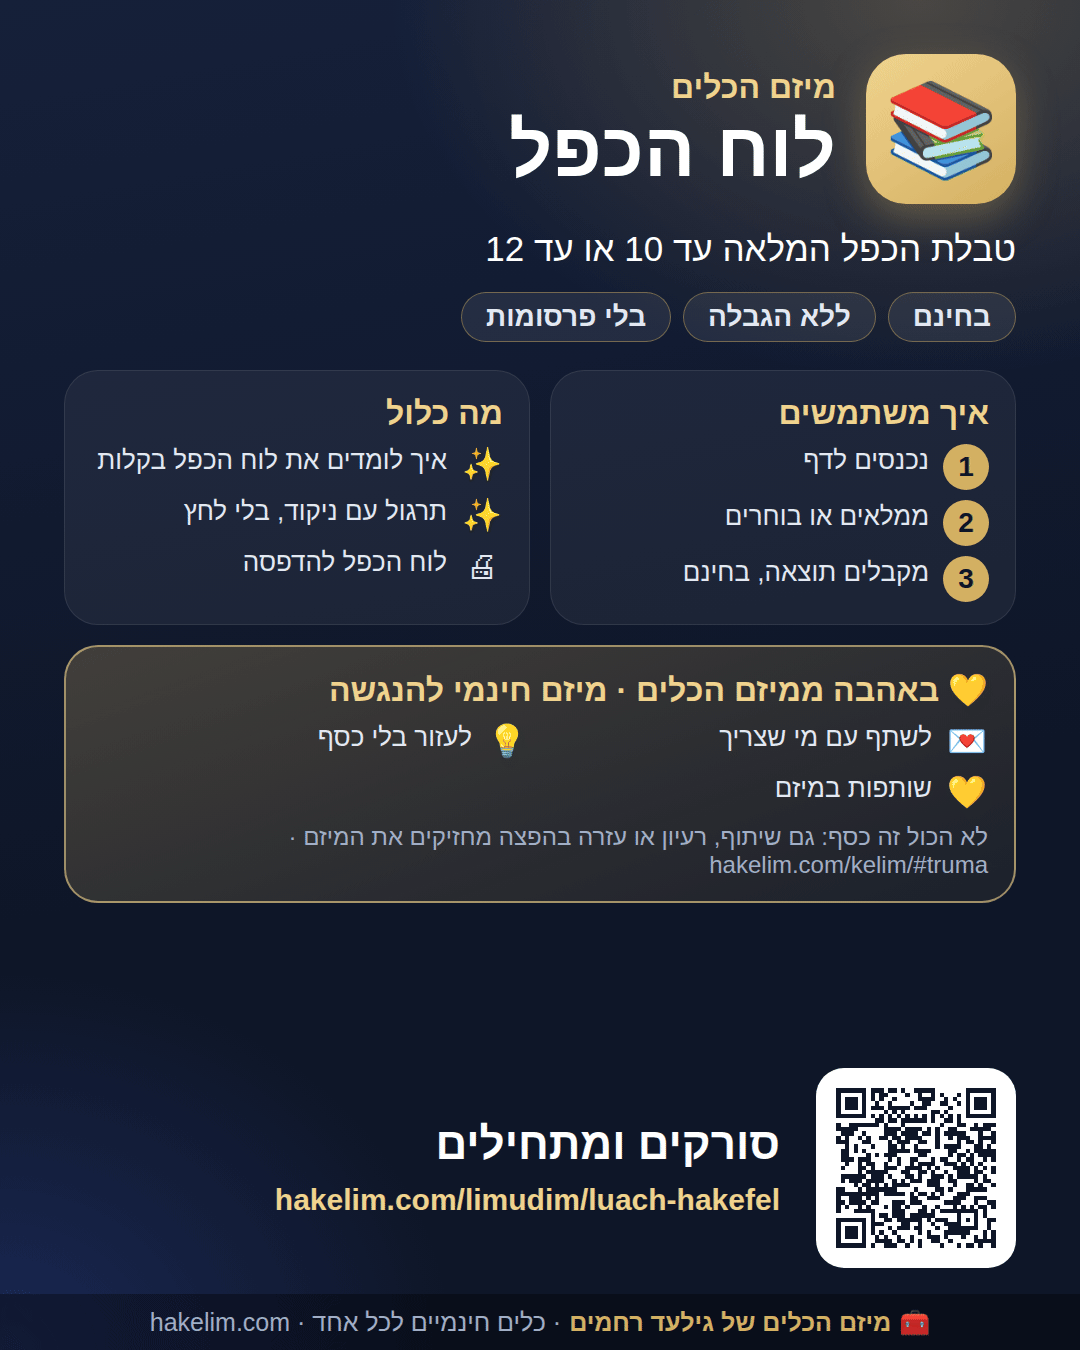 מיזם הכלים
לוח הכפל
טבלת הכפל המלאה עד 10 או עד 12
בחינם
ללא הגבלה
בלי פרסומות
איך משתמשים
1 נכנסים לדף
2 ממלאים או בוחרים
3 מקבלים תוצאה, בחינם
מה כלול
✨ איך לומדים את לוח הכפל בקלות
✨ תרגול עם ניקוד, בלי לחץ
🖨 לוח הכפל להדפסה
💛 באהבה ממיזם הכלים · מיזם חינמי להנגשה
💌 לשתף עם מי שצריך
💡 לעזור בלי כסף
💛 שותפות במיזם
לא הכול זה כסף: גם שיתוף, רעיון או עזרה בהפצה מחזיקים את המיזם ·
hakelim.com/kelim/#truma
סורקים ומתחילים
hakelim.com/limudim/luach-hakefel
🧰 מיזם הכלים של גילעד רחמים · כלים חינמיים לכל אחד · hakelim.com